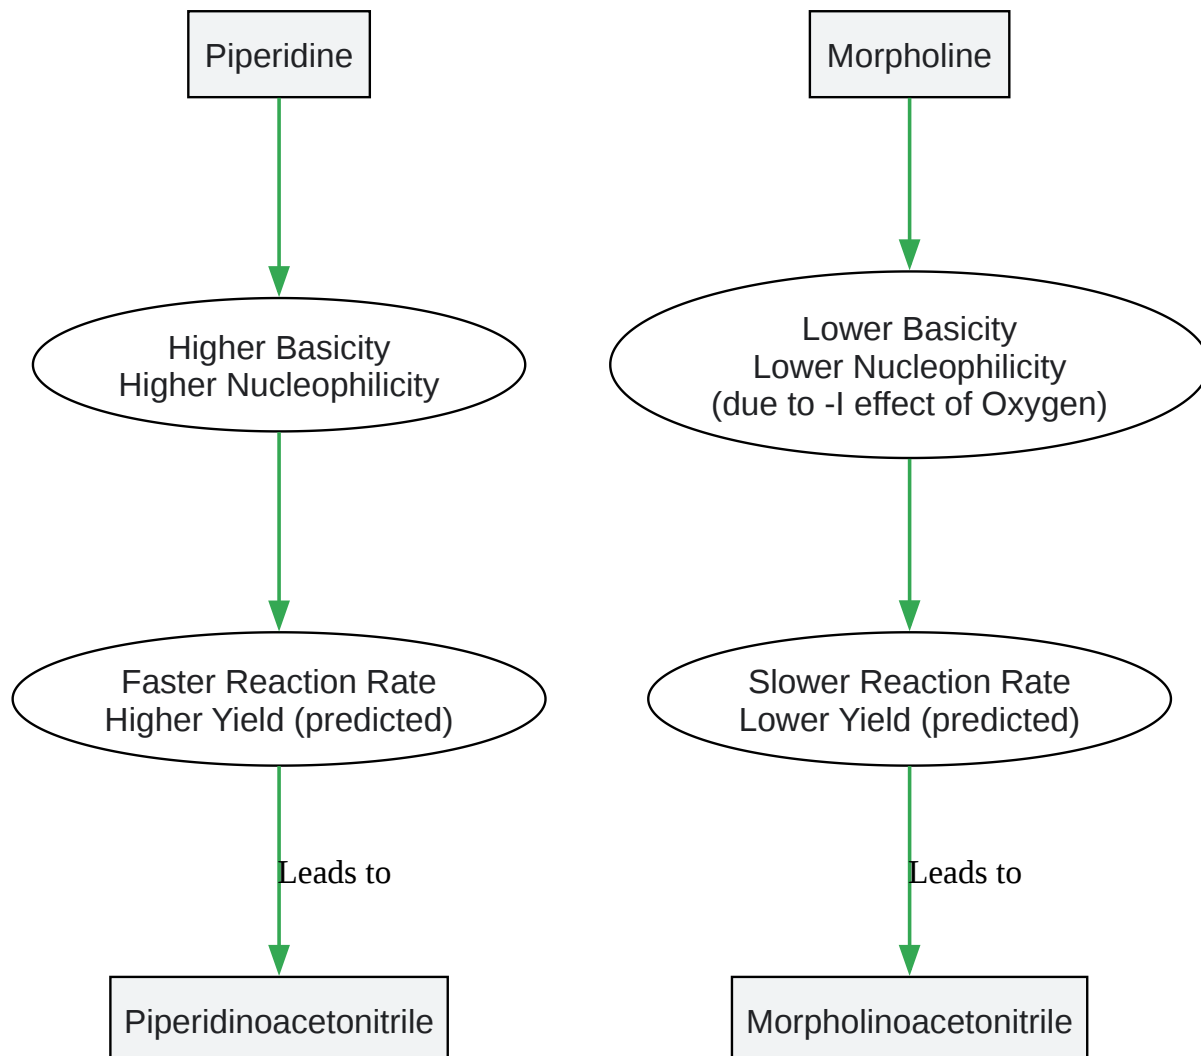 Piperidine
Morpholine
Higher Basicity
Higher Nucleophilicity
Lower Basicity
Lower Nucleophilicity
(due to -I effect of Oxygen)
Faster Reaction Rate
Higher Yield (predicted)
Slower Reaction Rate
Lower Yield (predicted)
Leads to
Leads to
Piperidinoacetonitrile
Morpholinoacetonitrile